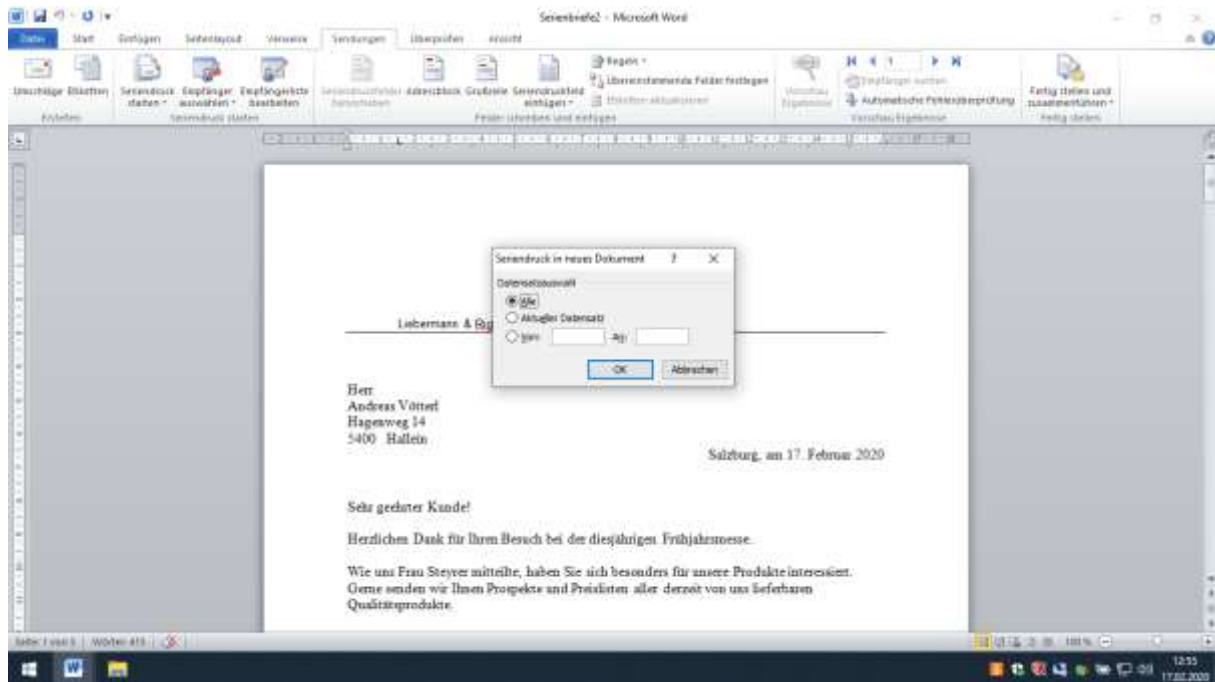 Serienbriefe2 - Microsoft Word
Datei Start Einfügen Seitenlayout Verweise Sendungen Überprüfen Ansicht
Umschläge Etiketten
Seriendruck starten
Empfänger auswählen
Empfängerliste bearbeiten
Seriendruckfelder hervorheben
Adressblock
Grußzeile
Seriendruckfeld einfügen
Regeln
Übereinstimmende Felder festlegen
Etiketten aktualisieren
Vorschau Ergebnisse
Empfänger suchen
Automatische Fehlerüberprüfung
Fertig stellen und zusammenführen
Erstellen
Seriendruck starten
Felder schreiben und einfügen
Vorschau Ergebnisse
Fertig stellen
Seriendruck in neues Dokument
Datensatzauswahl
Alle
Aktueller Datensatz
Von: An:
OK Abbrechen
Liebermann &
Herr
Andreas Vötterl
Hagenweg 14
5400 Hallein
Salzburg, am 17. Februar 2020
Sehr geehrter Kunde!
Herzlichen Dank für Ihren Besuch bei der diesjährigen Frühjahrsmesse.
Wie uns Frau Steyrer mitteilte, haben Sie sich besonders für unsere Produkte interessiert.
Gerne senden wir Ihnen Prospekte und Preislisten aller derzeit von uns lieferbaren
Qualitätsprodukte.
Wörter: 415
100%
12:55
17.02.2020